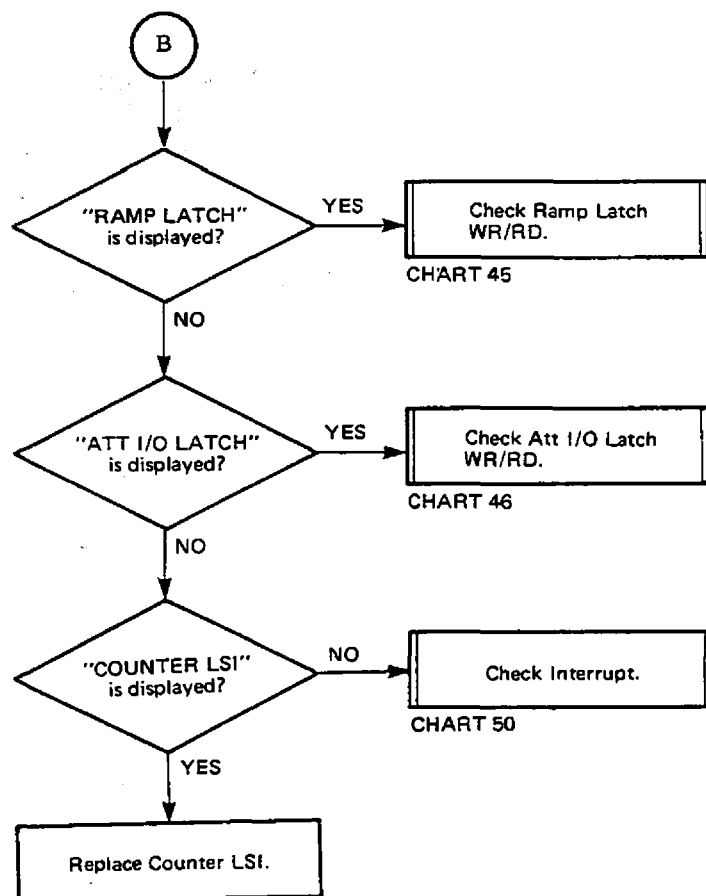 B
"RAMP LATCH"
is displayed?
YES
Check Ramp Latch
WR/RD.
CHART 45
NO
"ATT I/O LATCH"
is displayed?
YES
Check Att I/O Latch
WR/RD.
CHART 46
NO
"COUNTER LSI"
is displayed?
NO
Check Interrupt.
CHART 50
YES
Replace Counter LSI.